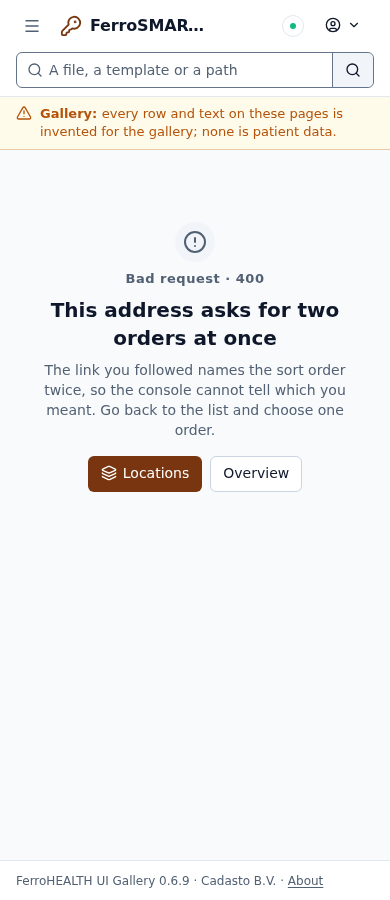 FerroSMAR...
A file, a template or a path
Gallery: every row and text on these pages is
invented for the gallery; none is patient data.
Bad request · 400
This address asks for two
orders at once
The link you followed names the sort order
twice, so the console cannot tell which you
meant. Go back to the list and choose one
order.
Locations
Overview
FerroHEALTH UI Gallery 0.6.9 · Cadasto B.V. · About